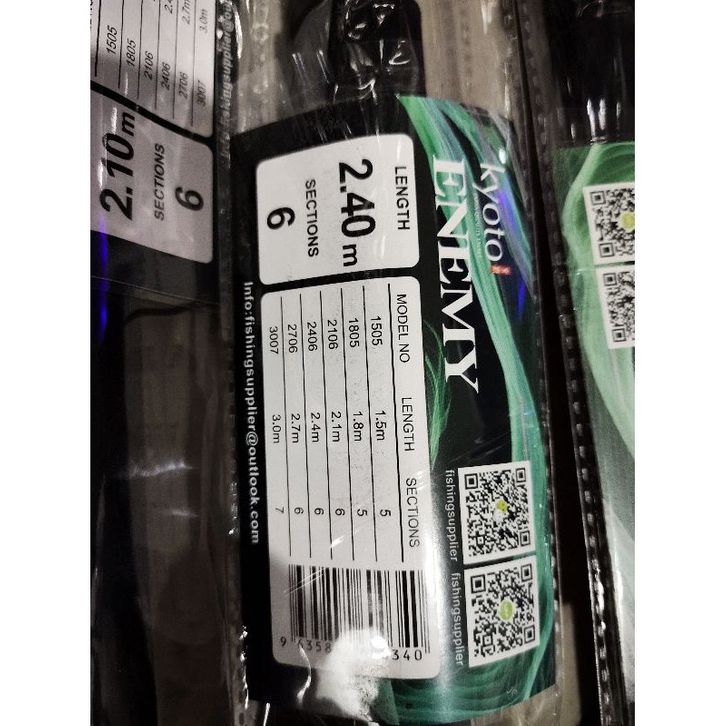 kyoto
ENEMY
LENGTH
2.40 m
SECTIONS
6
MODEL NO LENGTH SECTIONS
1505 1.5m 5
1805 1.8m 5
2106 2.1m 6
2406 2.4m 6
2706 2.7m 6
3007 3.0m 7
Info:fishingsupplier@outlook.com
fishingsupplier fishingsupplier
340
1505
1805
2106
2406
2706 2.7m
3007 3.0m
2.10 m
SECTIONS
6